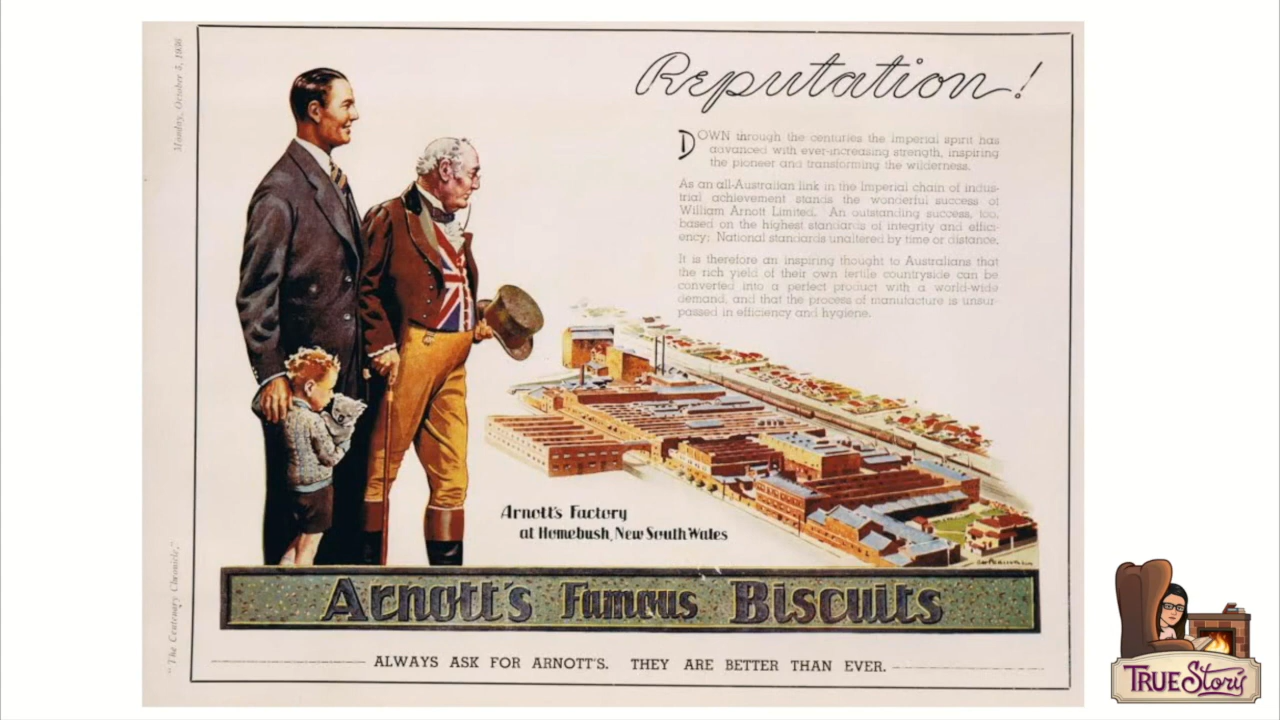 Monday, October 3, 1936
Reputation!
DOWN through the centuries the Imperial spirit has
advanced with ever-increasing strength, inspiring
the pioneer and transforming the wilderness.
As an all-Australian link in the Imperial chain of indus-
trial achievement stands the wonderful success of
William Arnott Limited. An outstanding success, too,
based on the highest standards of integrity and effici-
ency; National standards unaltered by time or distance.
It is therefore an inspiring thought to Australians that
the rich yield of their own fertile countryside can be
converted into a perfect product with a world-wide
demand, and that the process of manufacture is unsur-
passed in efficiency and hygiene.
Arnott's Factory
at Homebush, New South Wales
Arnott's Famous Biscuits
ALWAYS ASK FOR ARNOTT'S. THEY ARE BETTER THAN EVER.
"The Centenary Chronicle,"
TRUE Story